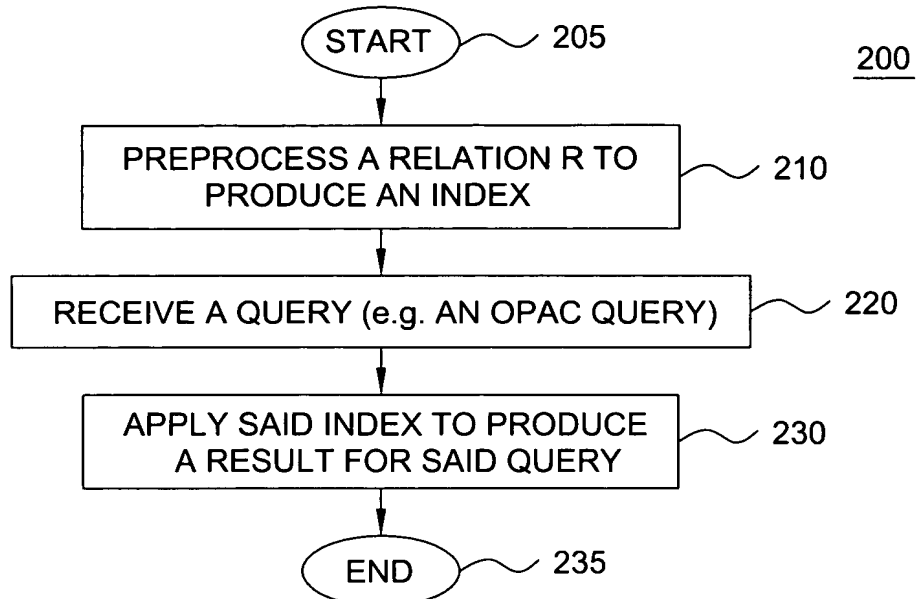 START
205
200
PREPROCESS A RELATION R TO
PRODUCE AN INDEX
210
RECEIVE A QUERY (e.g. AN OPAC QUERY)
220
APPLY SAID INDEX TO PRODUCE
A RESULT FOR SAID QUERY
230
END
235